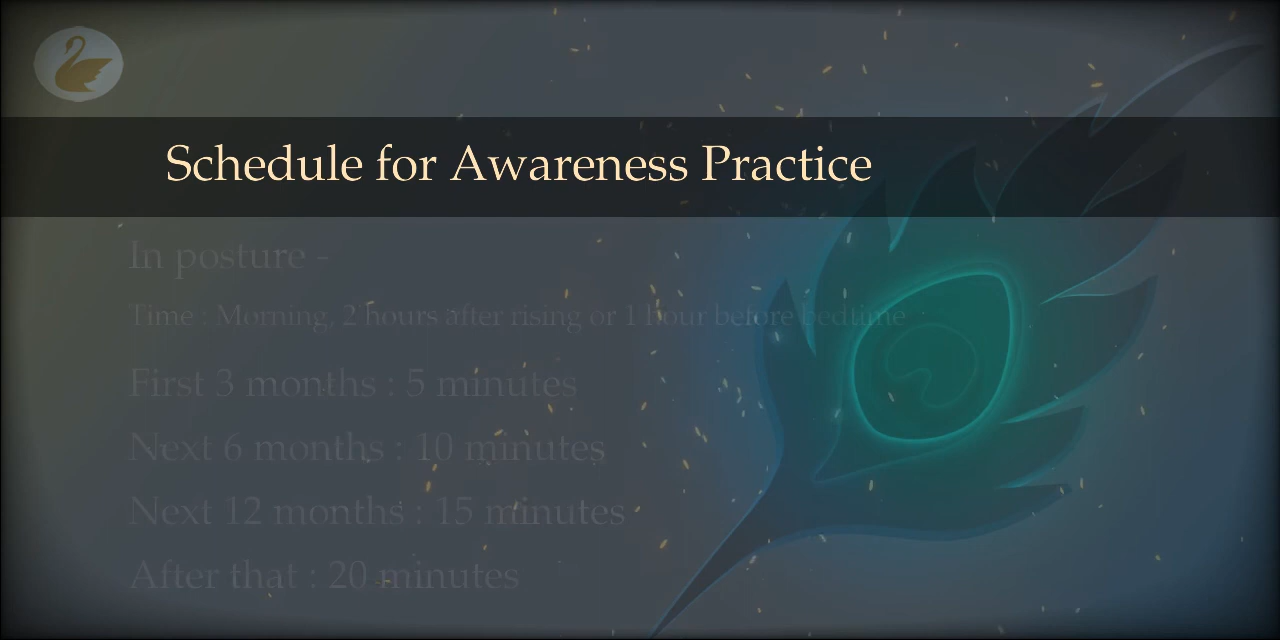 Schedule for Awareness Practice
In posture -
Time : Morning, 2 hours after rising or 1 hour before bedtime
First 3 months : 5 minutes
Next 6 months : 10 minutes
Next 12 months : 15 minutes
After that : 20 minutes